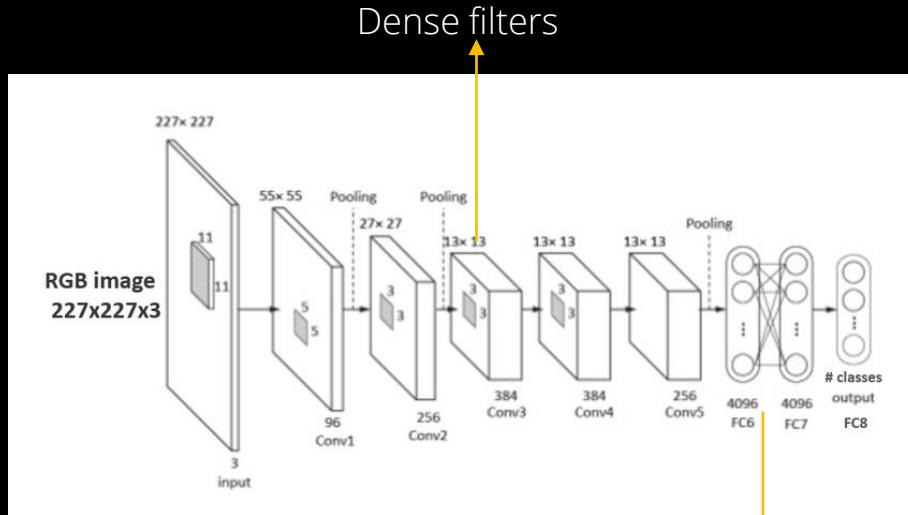 Dense filters
227× 227
11
11
RGB image
227x227x3
3
input
55× 55
5
5
96
Conv1
Pooling
27× 27
3
3
256
Conv2
Pooling
13× 13
3
3
384
Conv3
13× 13
3
3
384
Conv4
13× 13
256
Conv5
Pooling
4096
FC6
4096
FC7
# classes
output
FC8